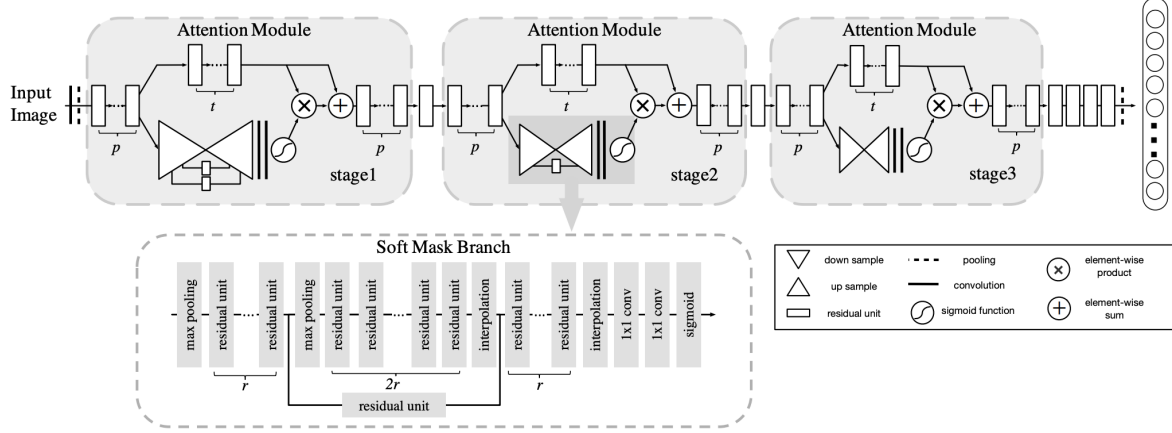 Attention Module
Attention Module
Attention Module
Input
Image
p
t
p
stage1
p
t
p
stage2
p
t
p
stage3
Soft Mask Branch
max pooling
residual unit
residual unit
max pooling
residual unit
residual unit
residual unit
residual unit
interpolation
residual unit
residual unit
interpolation
1x1 conv
1x1 conv
sigmoid
r
2r
r
residual unit
down sample
up sample
residual unit
pooling
convolution
sigmoid function
element-wise
product
element-wise
sum